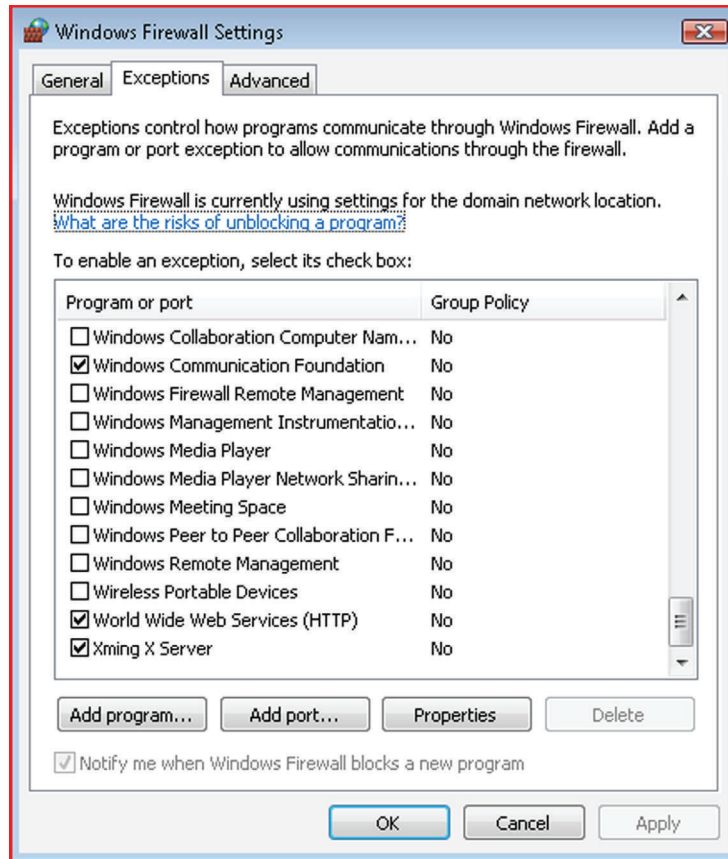 Windows Firewall Settings
General Exceptions Advanced
Exceptions control how programs communicate through Windows Firewall. Add a
program or port exception to allow communications through the firewall.
Windows Firewall is currently using settings for the domain network location.
What are the risks of unblocking a program?
To enable an exception, select its check box:
Program or port Group Policy
Windows Collaboration Computer Nam... No
Windows Communication Foundation No
Windows Firewall Remote Management No
Windows Management Instrumentatio... No
Windows Media Player No
Windows Media Player Network Sharin... No
Windows Meeting Space No
Windows Peer to Peer Collaboration F... No
Windows Remote Management No
Wireless Portable Devices No
World Wide Web Services (HTTP) No
Xming X Server No
Add program... Add port... Properties Delete
Notify me when Windows Firewall blocks a new program
OK Cancel Apply